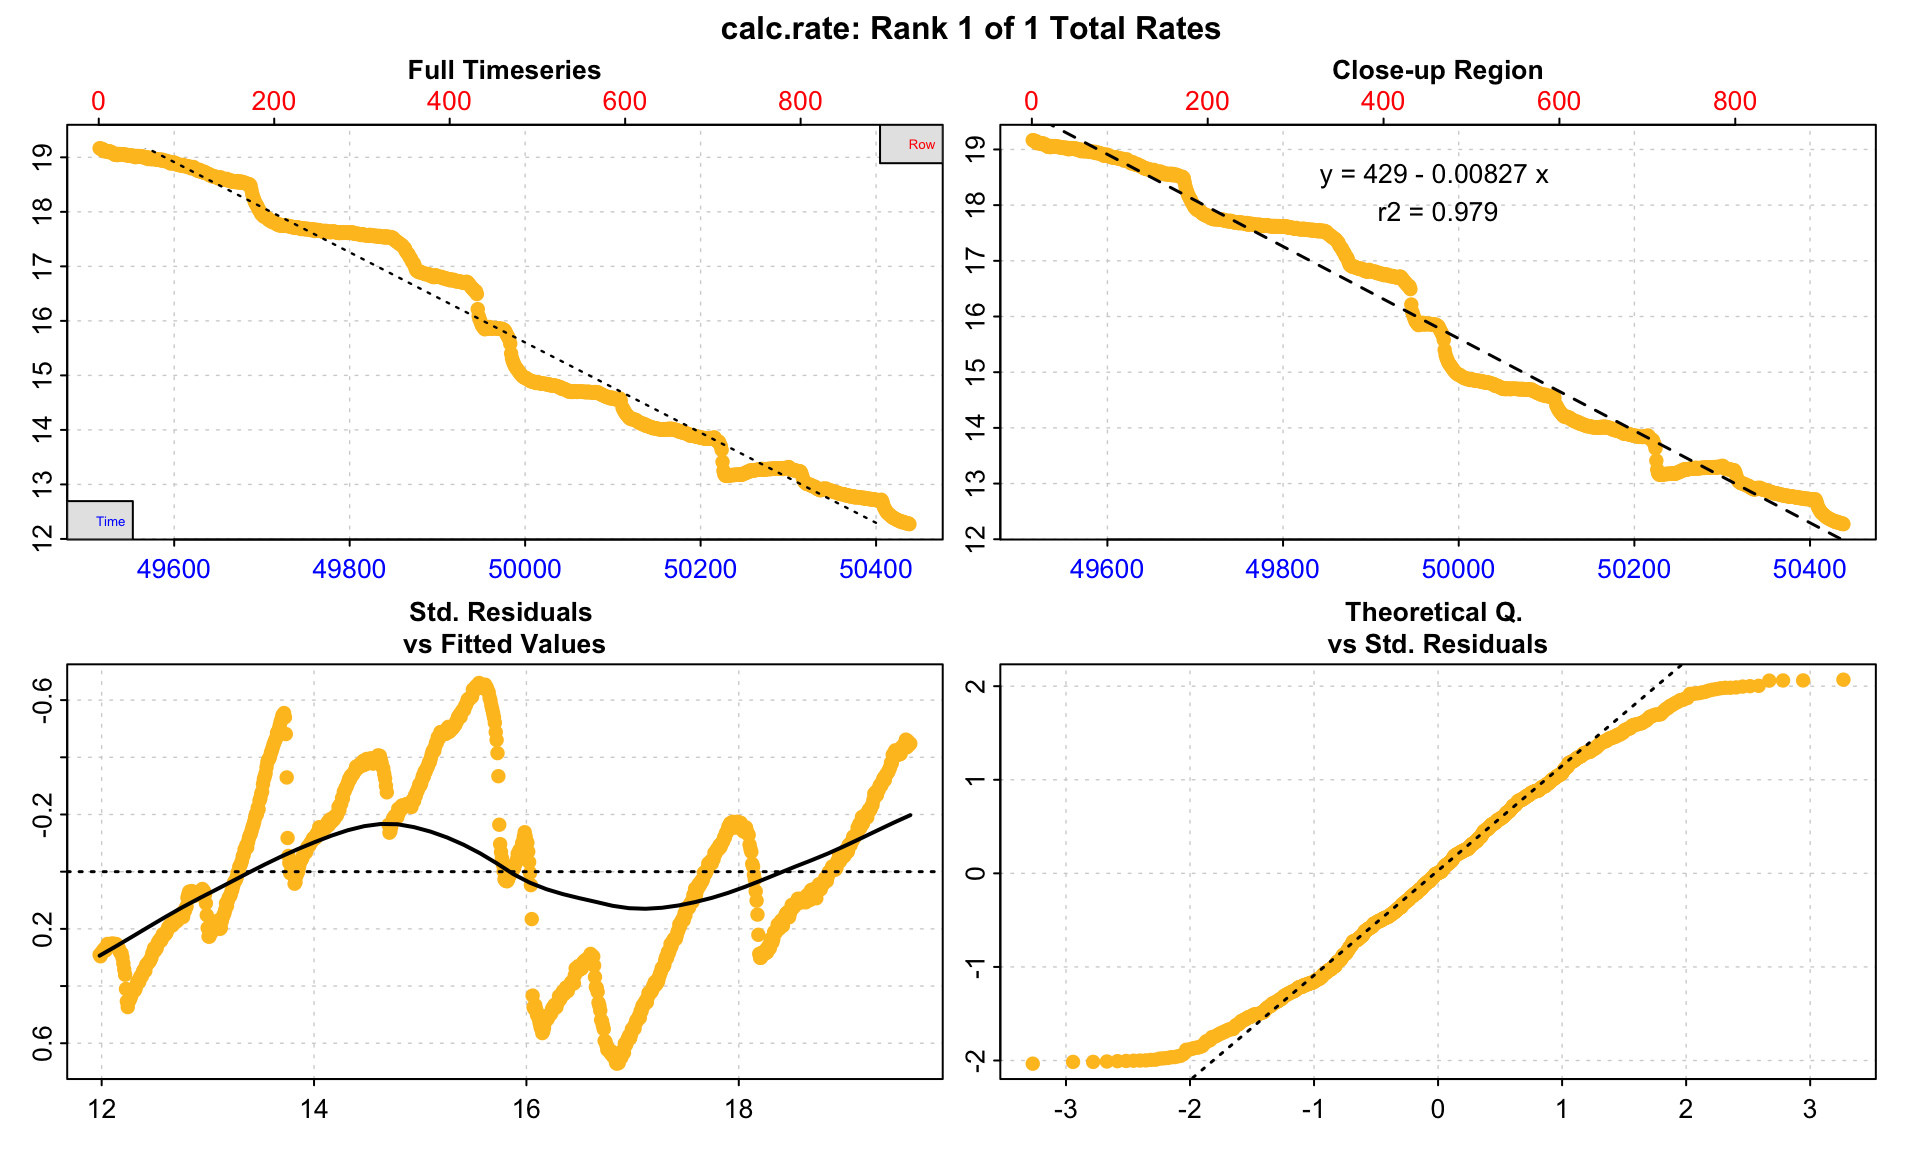 calc.rate: Rank 1 of 1 Total Rates
Full Timeseries
0 200 400 600 800
Row
19
18
17
16
15
14
13
12
Time
49600 49800 50000 50200 50400
Close-up Region
0 200 400 600 800
y = 429 - 0.00827 x
r2 = 0.979
19
18
17
16
15
14
13
12
49600 49800 50000 50200 50400
Std. Residuals
vs Fitted Values
-0.6
-0.2
0.2
0.6
12 14 16 18
Theoretical Q.
vs Std. Residuals
2
1
0
-1
-2
-3 -2 -1 0 1 2 3